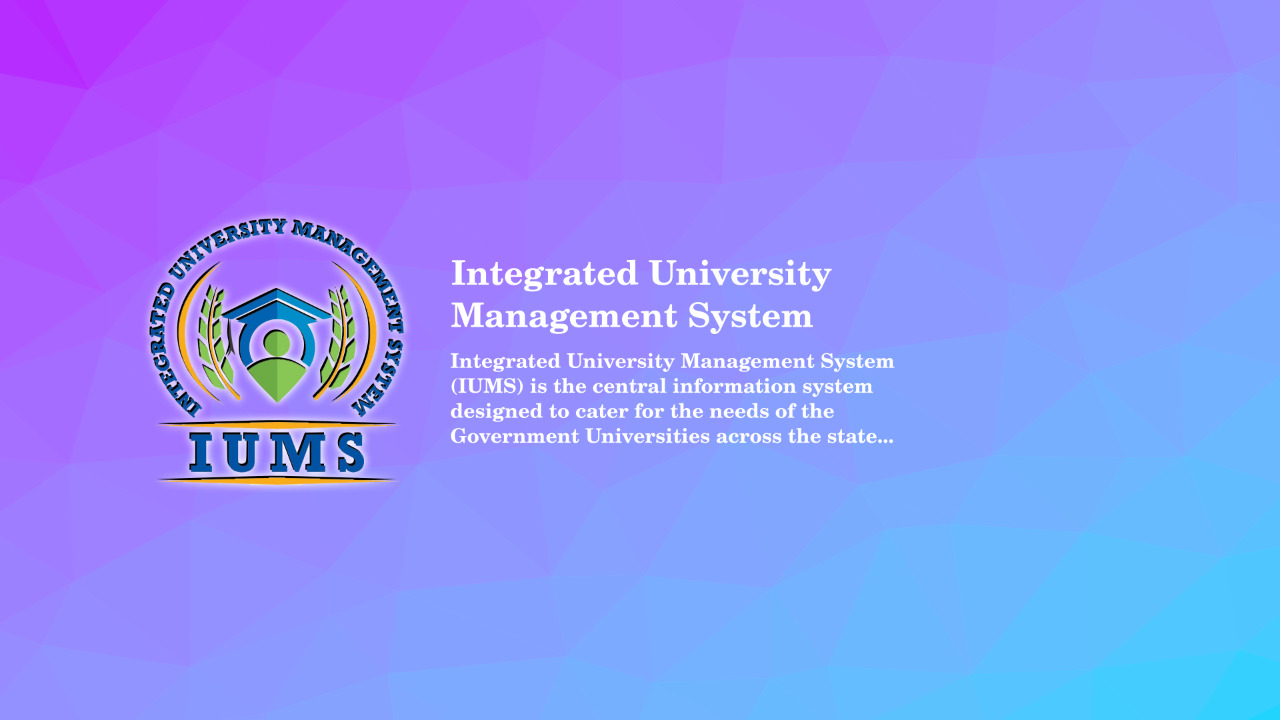 INTEGRATED UNIVERSITY MANAGEMENT SYSTEM
IUMS
Integrated University
Management System
Integrated University Management System
(IUMS) is the central information system
designed to cater for the needs of the
Government Universities across the state...